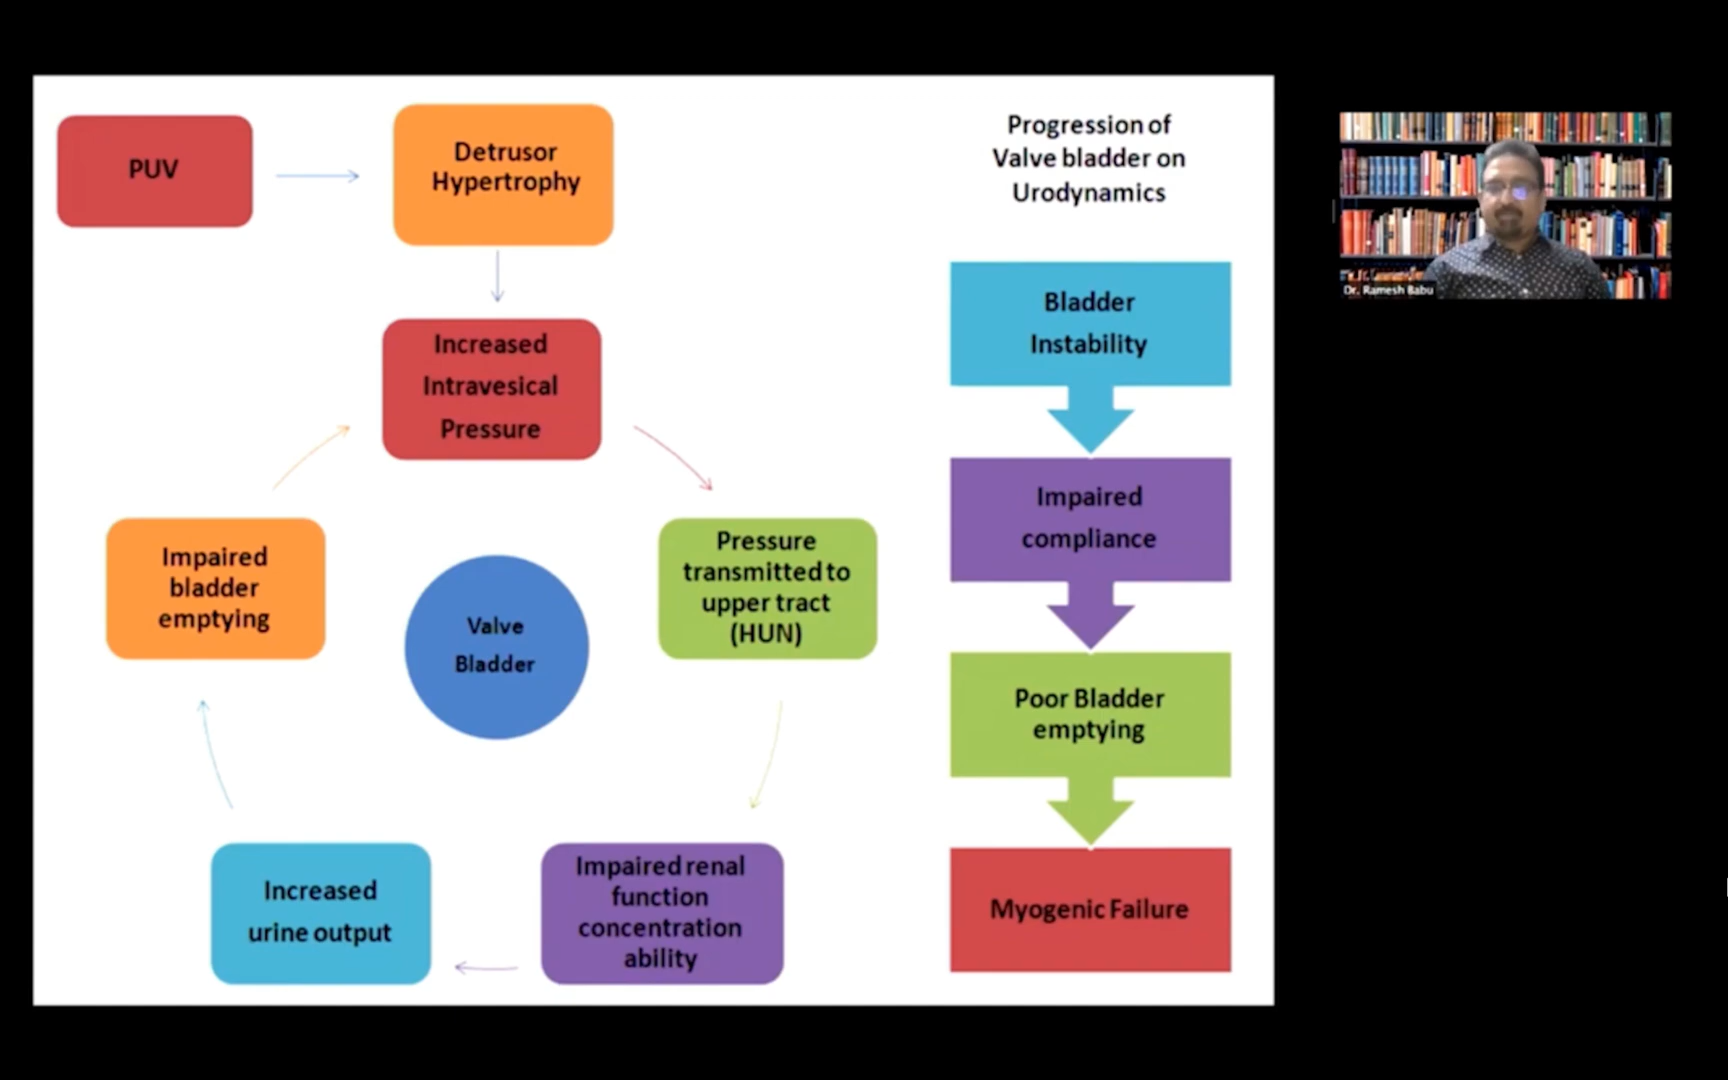 PUV
Detrusor
Hypertrophy
Increased
Intravesical
Pressure
Pressure
transmitted to
upper tract
(HUN)
Impaired renal
function
concentration
ability
Increased
urine output
Impaired
bladder
emptying
Valve
Bladder
Progression of
Valve bladder on
Urodynamics
Bladder
Instability
Impaired
compliance
Poor Bladder
emptying
Myogenic Failure
Dr. Ramesh Babu